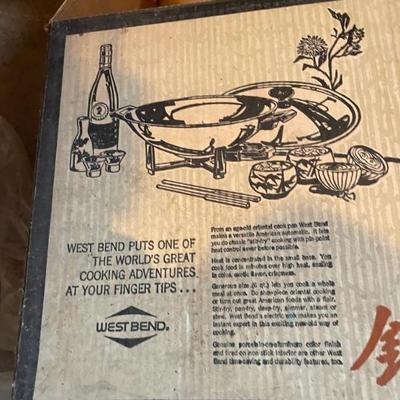 WEST BEND PUTS ONE OF
THE WORLD'S GREAT
COOKING ADVENTURES
AT YOUR FINGER TIPS . . .
WEST BEND®
From an age-old oriental cook pan West Bend
makes a versatile American automatic. It lets
you do classic "stir-fry" cooking with pin-point
heat control never before possible.
Heat is concentrated in the small base. You
cook food in minutes over high heat, sealing
in color, exotic flavor, crispness.
Generous size (6 qt.) lets you cook a whole
meal at once. Do showpiece oriental cooking
or turn out great American foods with a flair.
Stir-fry, pan-fry, deep-fry, simmer, steam or
stew. West Bend's electric wok makes you an
instant expert in this exciting new-old way of
cooking.
Genuine porcelain-on-aluminum color finish
and fired-on non stick interior are other West
Bend time-saving and durability features, too.